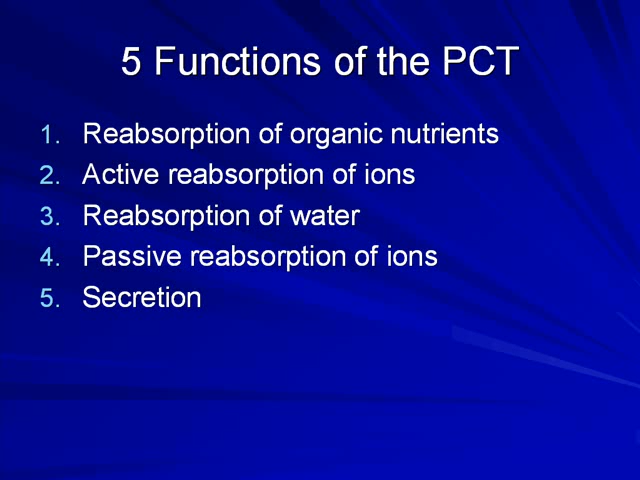 5 Functions of the PCT
1. Reabsorption of organic nutrients
2. Active reabsorption of ions
3. Reabsorption of water
4. Passive reabsorption of ions
5. Secretion